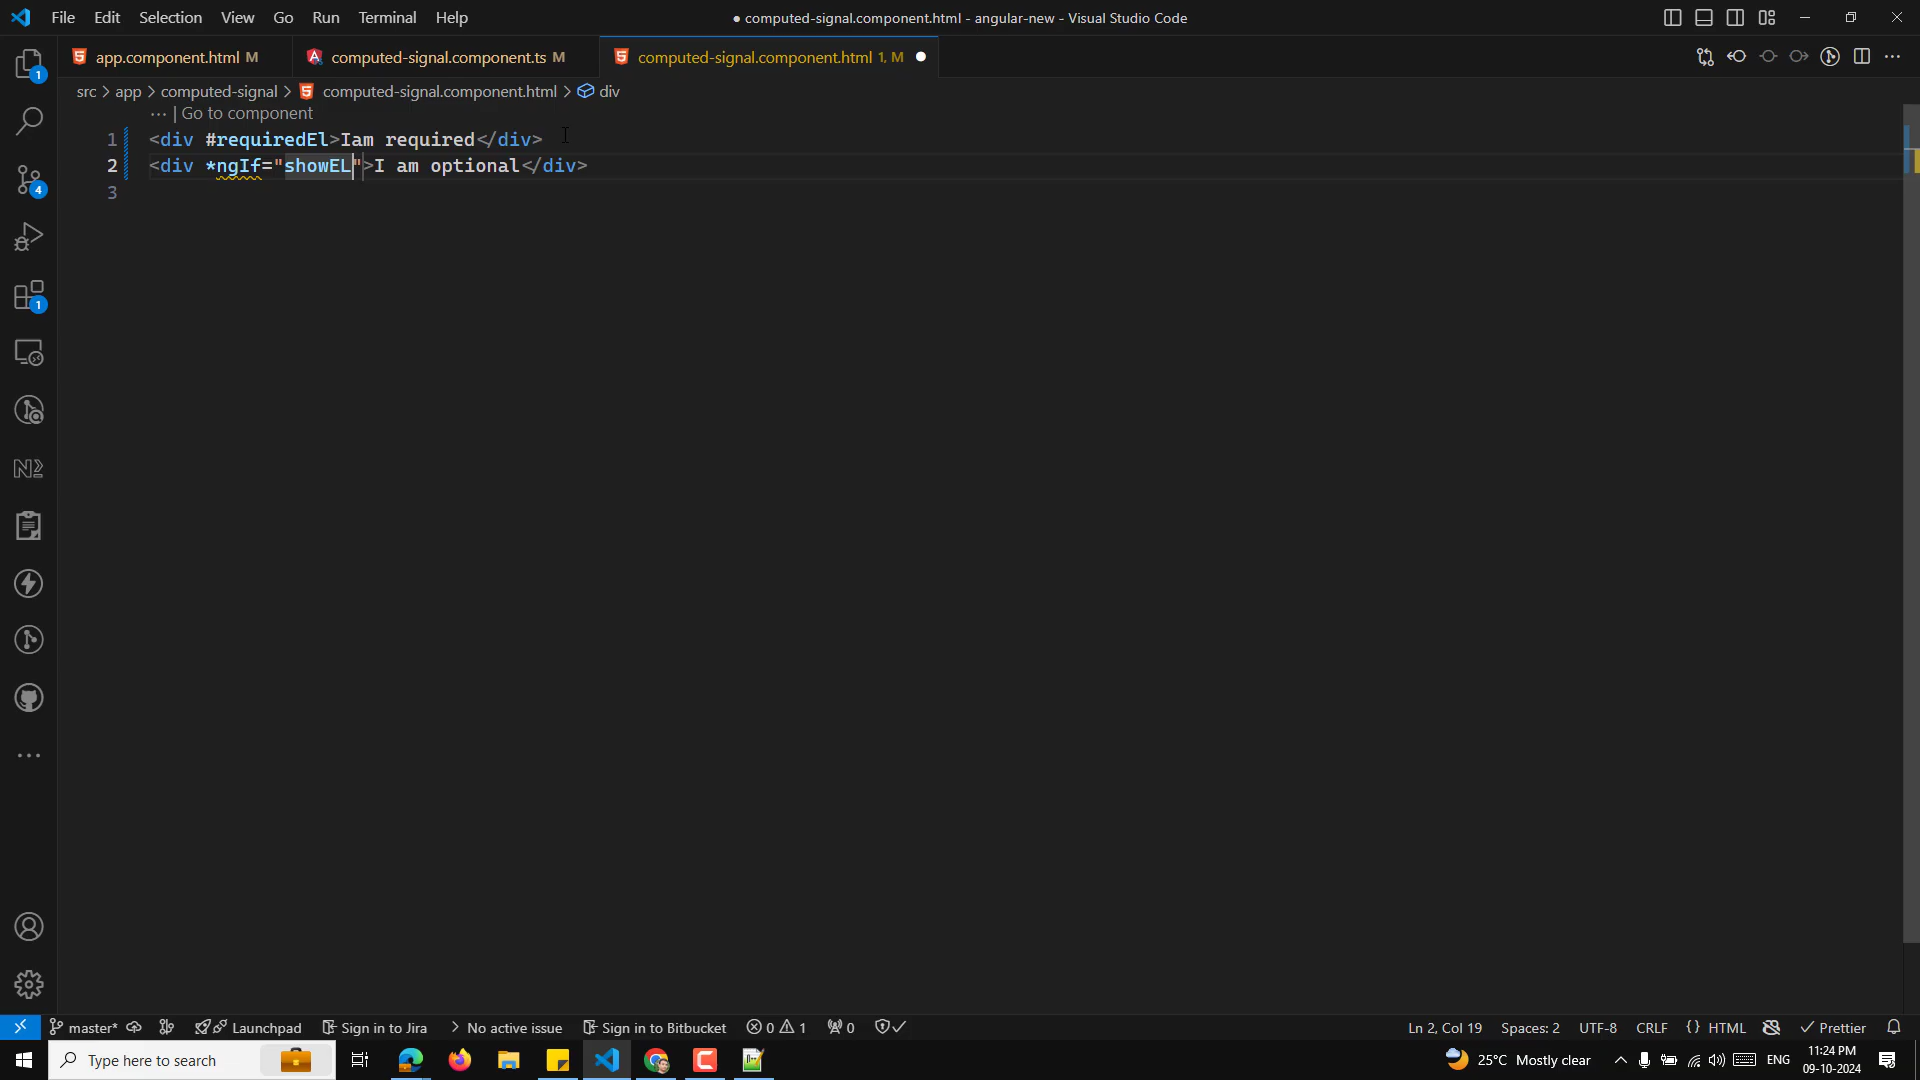 File Edit Selection View Go Run Terminal Help
● computed-signal.component.html - angular-new - Visual Studio Code
app.component.html M
computed-signal.component.ts M
computed-signal.component.html 1, M
src > app > computed-signal > computed-signal.component.html > div
··· | Go to component
1 <div #requiredEl>Iam required</div>
2 <div *ngIf="showEL">I am optional</div>
3
1
4
1
master* Launchpad Sign in to Jira > No active issue Sign in to Bitbucket 0 1 0
Ln 2, Col 19 Spaces: 2 UTF-8 CRLF {} HTML Prettier
Type here to search
25°C Mostly clear
ENG
11:24 PM
09-10-2024